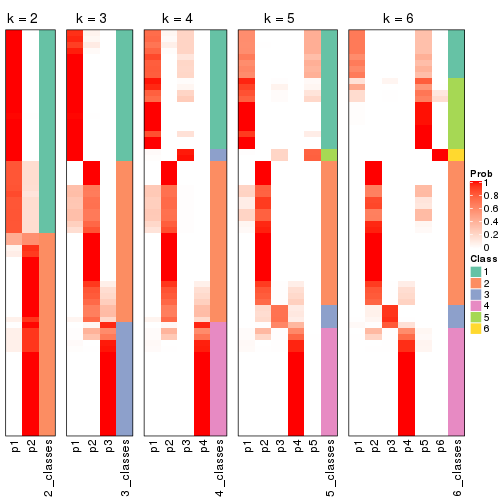 k = 2
k = 3
k = 4
k = 5
k = 6
p1
p2
2_classes
p1
p2
p3
3_classes
p1
p2
p3
p4
4_classes
p1
p2
p3
p4
p5
5_classes
p1
p2
p3
p4
p5
p6
6_classes
Prob
1
0.8
0.6
0.4
0.2
0
Class
1
2
3
4
5
6